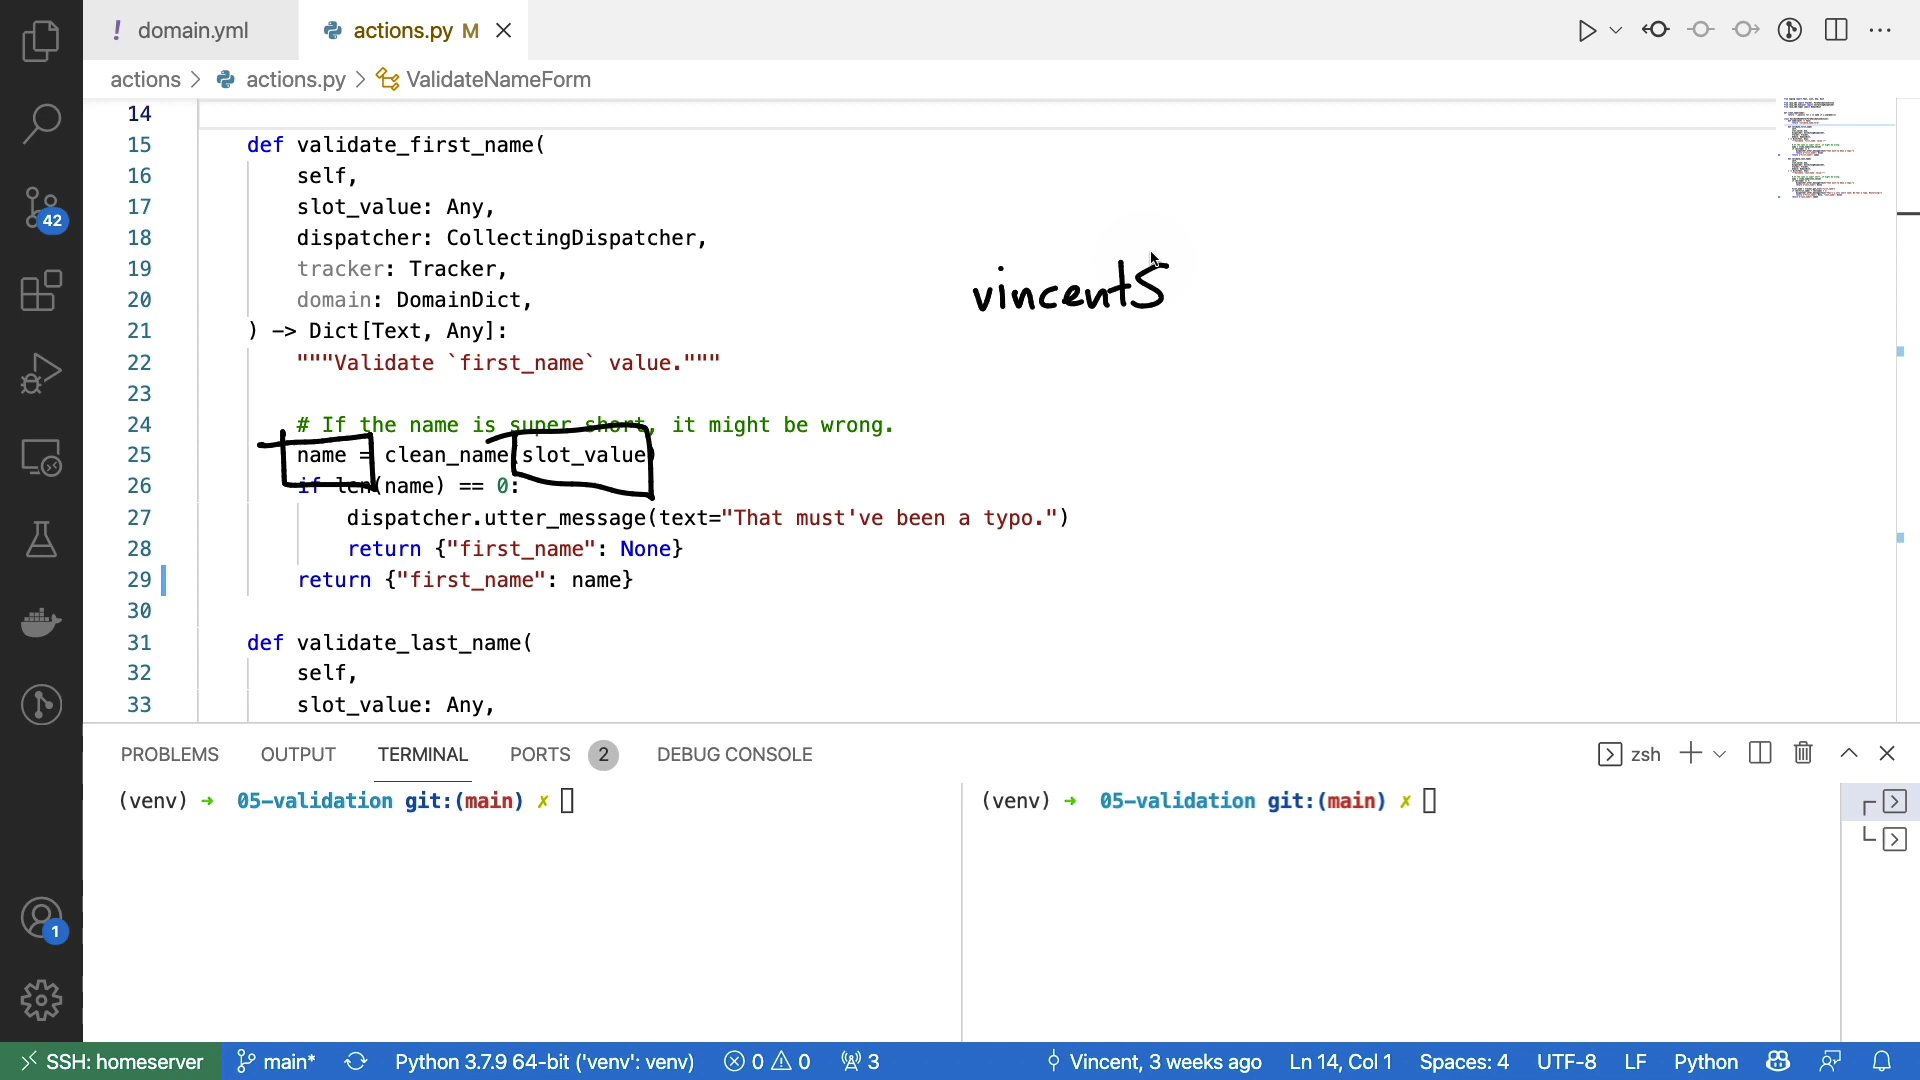 domain.yml
actions.py M
actions > actions.py > ValidateNameForm
14
15 def validate_first_name(
16 self,
17 slot_value: Any,
18 dispatcher: CollectingDispatcher,
19 tracker: Tracker,
20 domain: DomainDict,
21 ) -> Dict[Text, Any]:
22 """Validate `first_name` value."""
23
24 # If the name is super short, it might be wrong.
25 name = clean_name(slot_value)
26 if len(name) == 0:
27 dispatcher.utter_message(text="That must've been a typo.")
28 return {"first_name": None}
29 return {"first_name": name}
30
31 def validate_last_name(
32 self,
33 slot_value: Any,
vincent5
42
1
PROBLEMS OUTPUT TERMINAL PORTS 2 DEBUG CONSOLE
zsh
(venv) ➜ 05-validation git:(main) ✗
(venv) ➜ 05-validation git:(main) ✗
SSH: homeserver main* Python 3.7.9 64-bit ('venv': venv) 0 0 3 Vincent, 3 weeks ago Ln 14, Col 1 Spaces: 4 UTF-8 LF Python